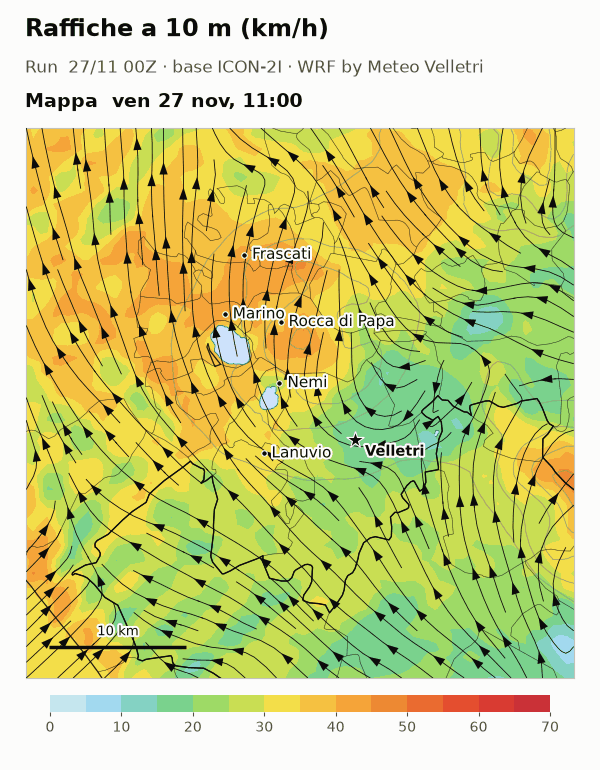 Raffiche a 10 m (km/h)
Run  27/11 00Z · base ICON-2I · WRF by Meteo Velletri
Mappa  ven 27 nov, 11:00
Frascati
Marino
Rocca di Papa
Nemi
Velletri
Lanuvio
10 km
0 10 20 30 40 50 60 70